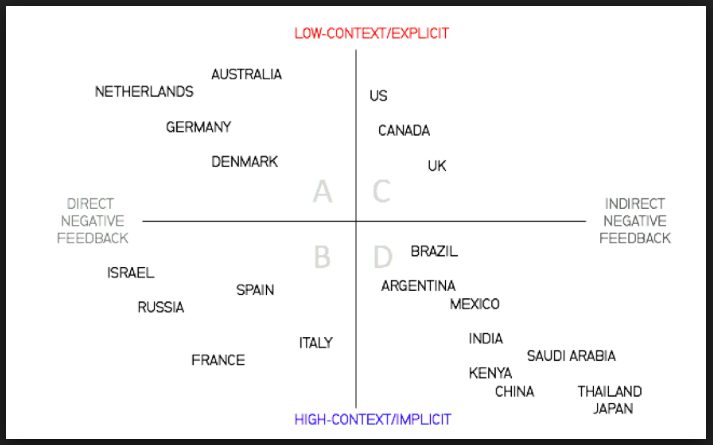 LOW-CONTEXT/EXPLICIT
AUSTRALIA
NETHERLANDS
US
GERMANY
CANADA
DENMARK
UK
A
C
DIRECT
NEGATIVE
FEEDBACK
INDIRECT
NEGATIVE
FEEDBACK
B
D
BRAZIL
ISRAEL
SPAIN
ARGENTINA
RUSSIA
MEXICO
ITALY
INDIA
FRANCE
SAUDI ARABIA
KENYA
CHINA
THAILAND
JAPAN
HIGH-CONTEXT/IMPLICIT